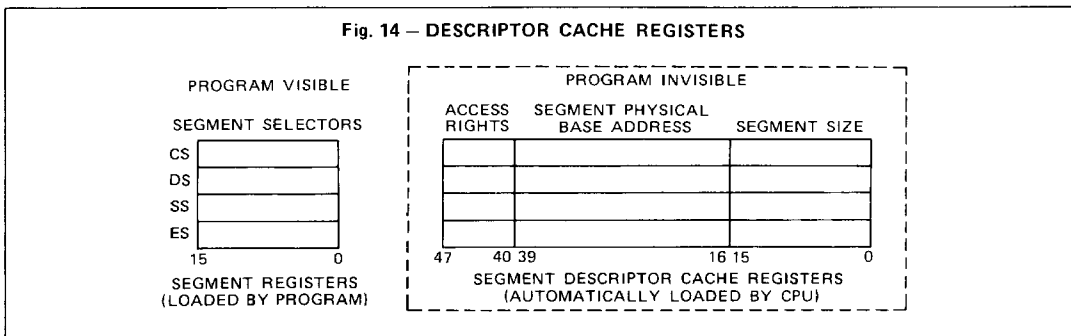 Fig. 14 – DESCRIPTOR CACHE REGISTERS
PROGRAM VISIBLE
SEGMENT SELECTORS
CS
DS
SS
ES
15 0
SEGMENT REGISTERS
(LOADED BY PROGRAM)
PROGRAM INVISIBLE
ACCESS RIGHTS
SEGMENT PHYSICAL BASE ADDRESS
SEGMENT SIZE
47 40 39 16 15 0
SEGMENT DESCRIPTOR CACHE REGISTERS
(AUTOMATICALLY LOADED BY CPU)